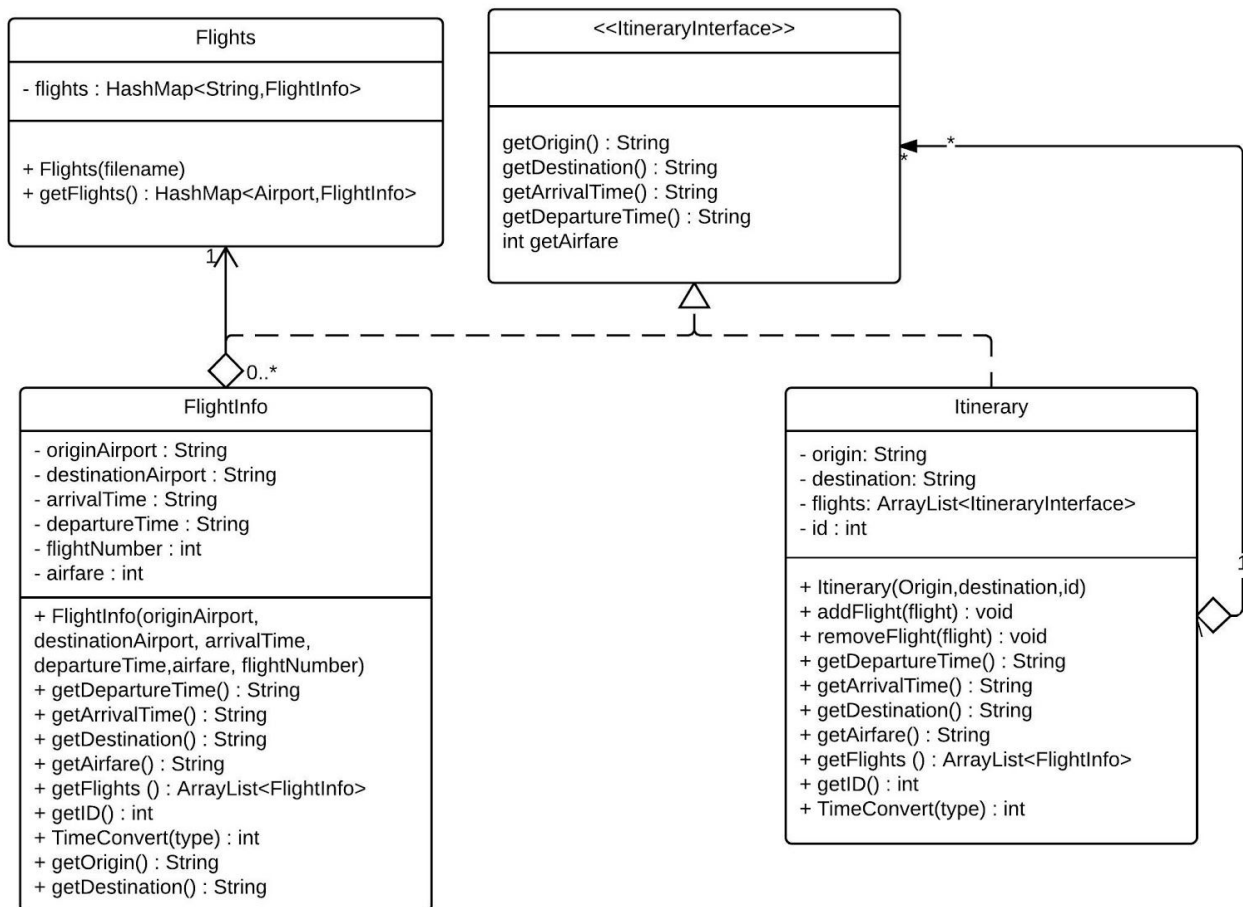 Flights
- flights : HashMap<String,FlightInfo>
+ Flights(filename)
+ getFlights() : HashMap<Airport,FlightInfo>
<<ItineraryInterface>>
getOrigin() : String
getDestination() : String
getArrivalTime() : String
getDepartureTime() : String
int getAirfare
*
*
1
0..*
FlightInfo
- originAirport : String
- destinationAirport : String
- arrivalTime : String
- departureTime : String
- flightNumber : int
- airfare : int
+ FlightInfo(originAirport,
destinationAirport, arrivalTime,
departureTime,airfare, flightNumber)
+ getDepartureTime() : String
+ getArrivalTime() : String
+ getDestination() : String
+ getAirfare() : String
+ getFlights () : ArrayList<FlightInfo>
+ getID() : int
+ TimeConvert(type) : int
+ getOrigin() : String
+ getDestination() : String
Itinerary
- origin: String
- destination: String
- flights: ArrayList<ItineraryInterface>
- id : int
+ Itinerary(Origin,destination,id)
+ addFlight(flight) : void
+ removeFlight(flight) : void
+ getDepartureTime() : String
+ getArrivalTime() : String
+ getDestination() : String
+ getAirfare() : String
+ getFlights () : ArrayList<FlightInfo>
+ getID() : int
+ TimeConvert(type) : int
1